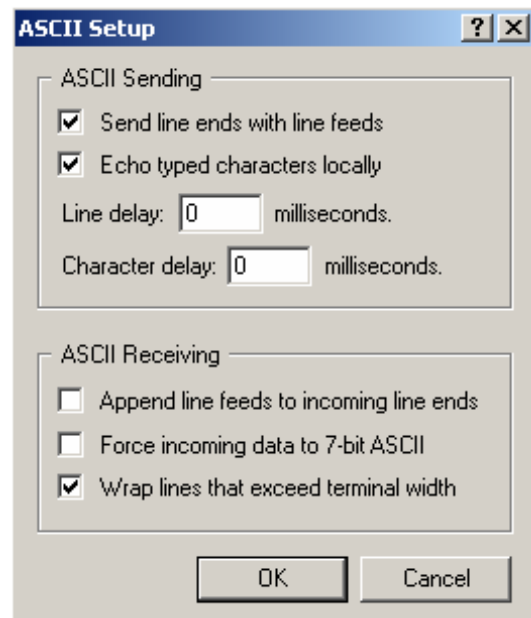 ASCII Setup
ASCII Sending
Send line ends with line feeds
Echo typed characters locally
Line delay: 0 milliseconds.
Character delay: 0 milliseconds.
ASCII Receiving
Append line feeds to incoming line ends
Force incoming data to 7-bit ASCII
Wrap lines that exceed terminal width
OK Cancel